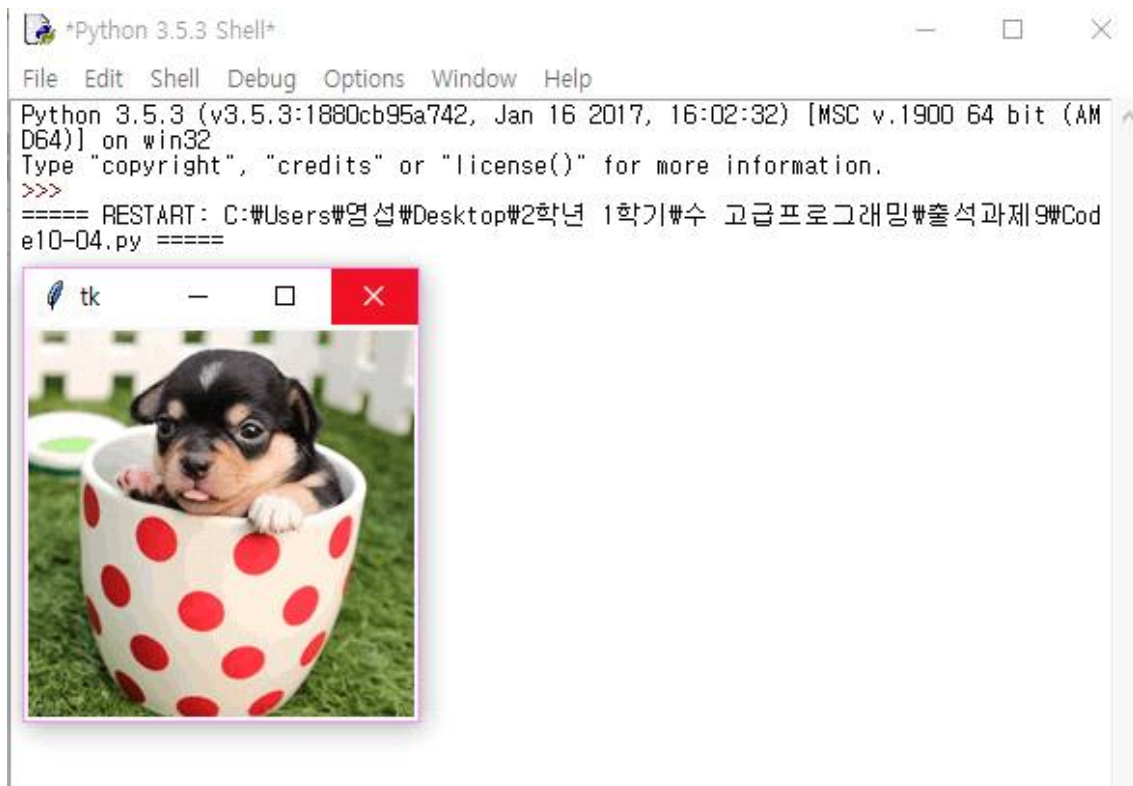 *Python 3.5.3 Shell*
File Edit Shell Debug Options Window Help
Python 3.5.3 (v3.5.3:1880cb95a742, Jan 16 2017, 16:02:32) [MSC v.1900 64 bit (AM
D64)] on win32
Type "copyright", "credits" or "license()" for more information.
>>>
===== RESTART: C:₩Users₩영섭₩Desktop₩2학년 1학기₩수 고급프로그래밍₩출석과제9₩Cod
e10-04.py =====
tk